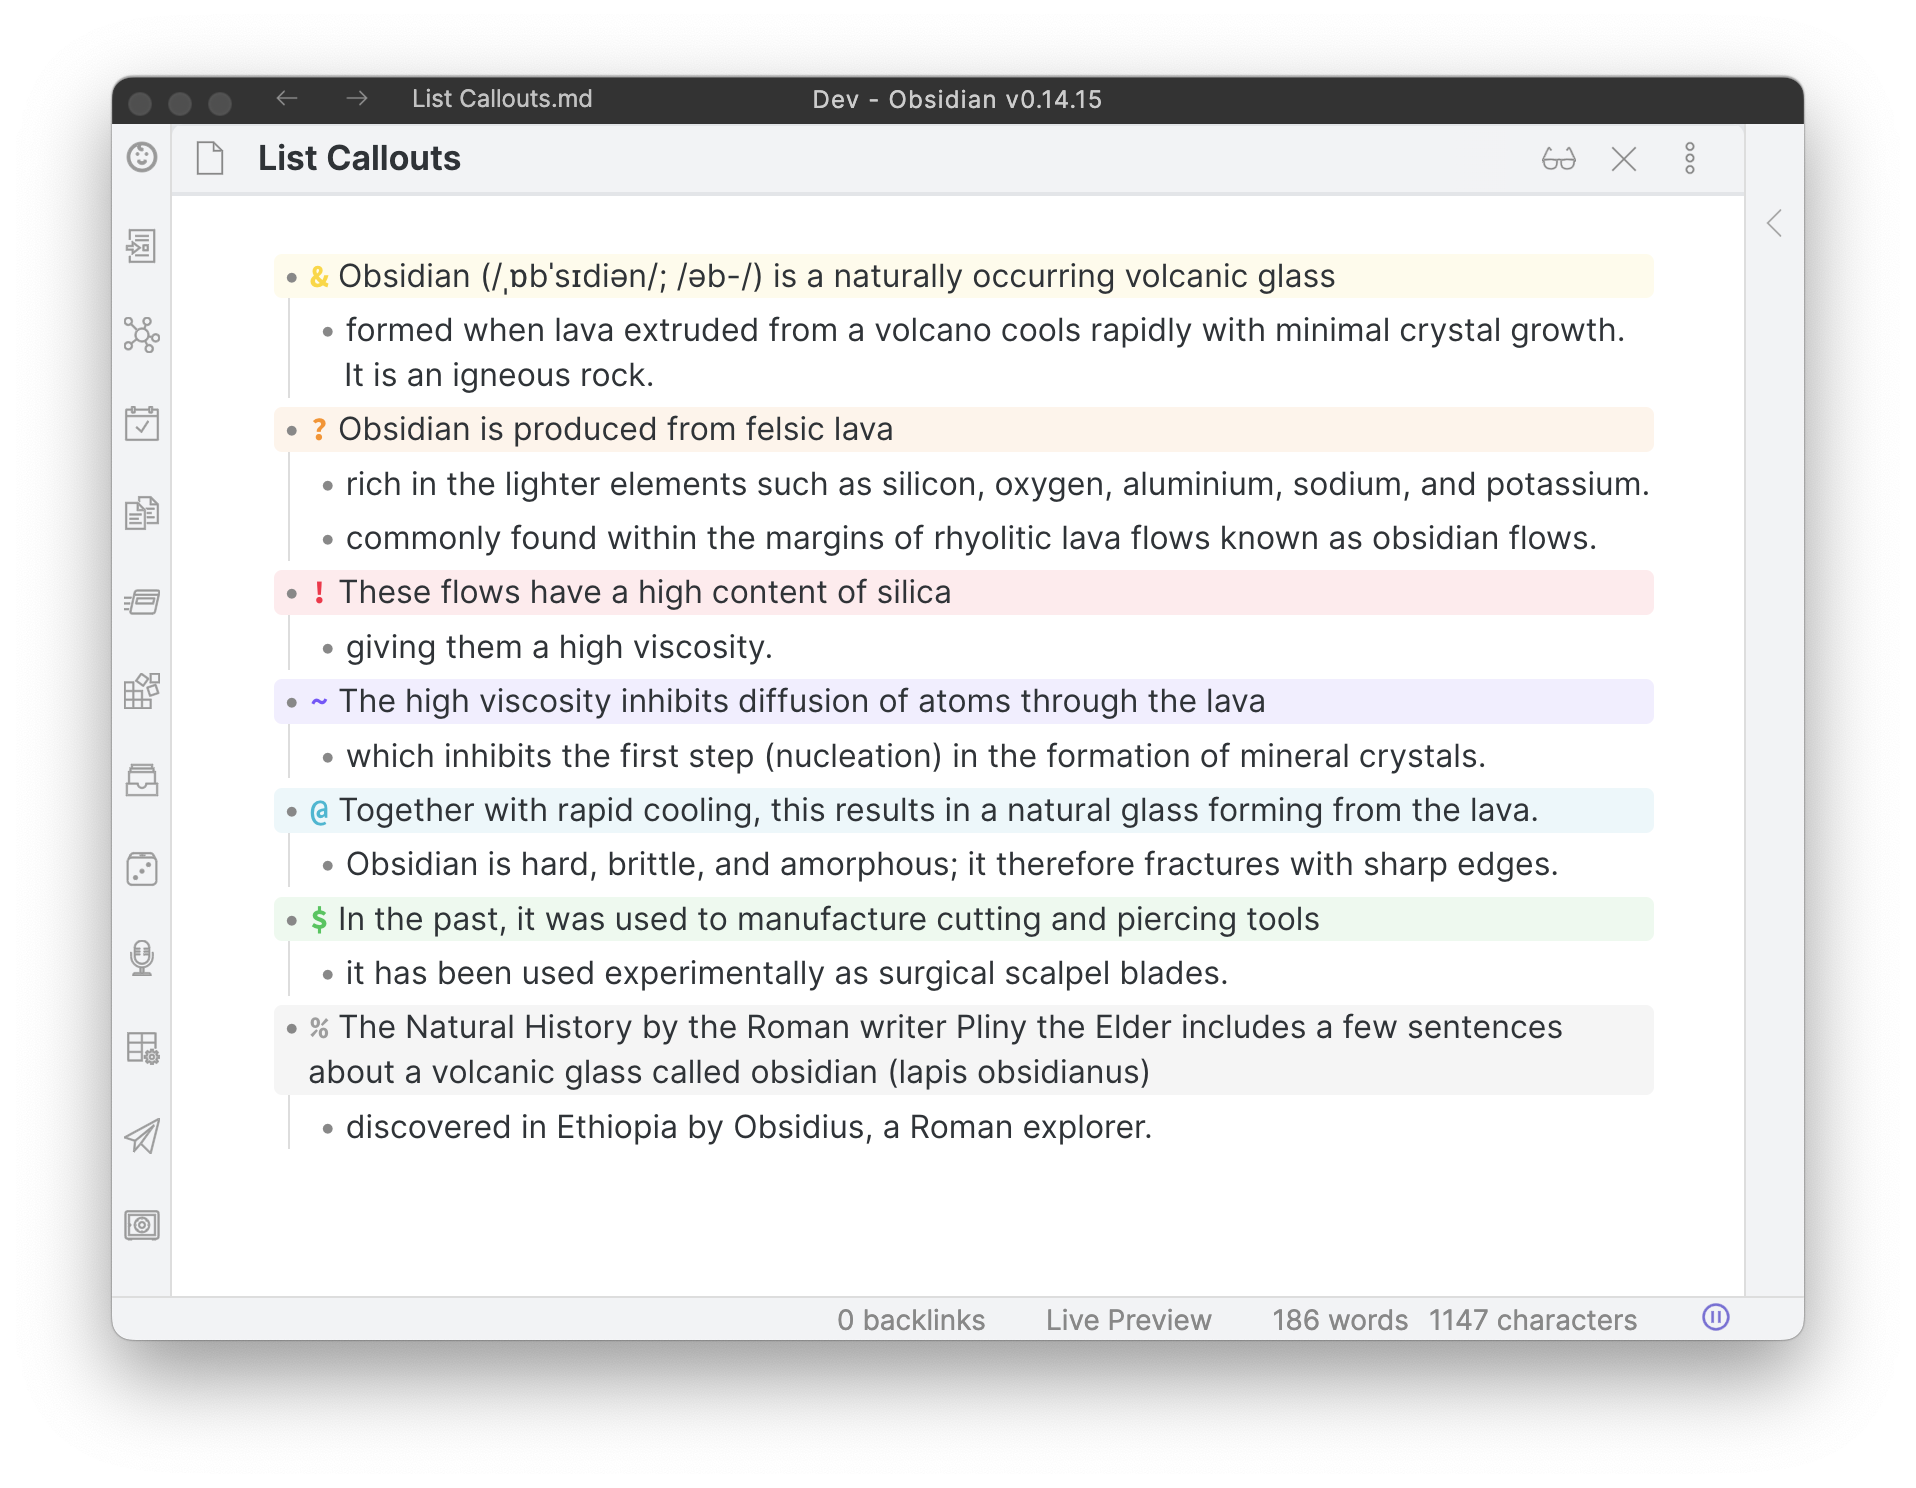 List Callouts.md
Dev - Obsidian v0.14.15
List Callouts
• & Obsidian (/ˌɒbˈsɪdiən/; /əb-/) is a naturally occurring volcanic glass
• formed when lava extruded from a volcano cools rapidly with minimal crystal growth.
It is an igneous rock.
• ? Obsidian is produced from felsic lava
• rich in the lighter elements such as silicon, oxygen, aluminium, sodium, and potassium.
• commonly found within the margins of rhyolitic lava flows known as obsidian flows.
• ! These flows have a high content of silica
• giving them a high viscosity.
• ~ The high viscosity inhibits diffusion of atoms through the lava
• which inhibits the first step (nucleation) in the formation of mineral crystals.
• @ Together with rapid cooling, this results in a natural glass forming from the lava.
• Obsidian is hard, brittle, and amorphous; it therefore fractures with sharp edges.
• $ In the past, it was used to manufacture cutting and piercing tools
• it has been used experimentally as surgical scalpel blades.
• % The Natural History by the Roman writer Pliny the Elder includes a few sentences
about a volcanic glass called obsidian (lapis obsidianus)
• discovered in Ethiopia by Obsidius, a Roman explorer.
0 backlinks Live Preview 186 words 1147 characters